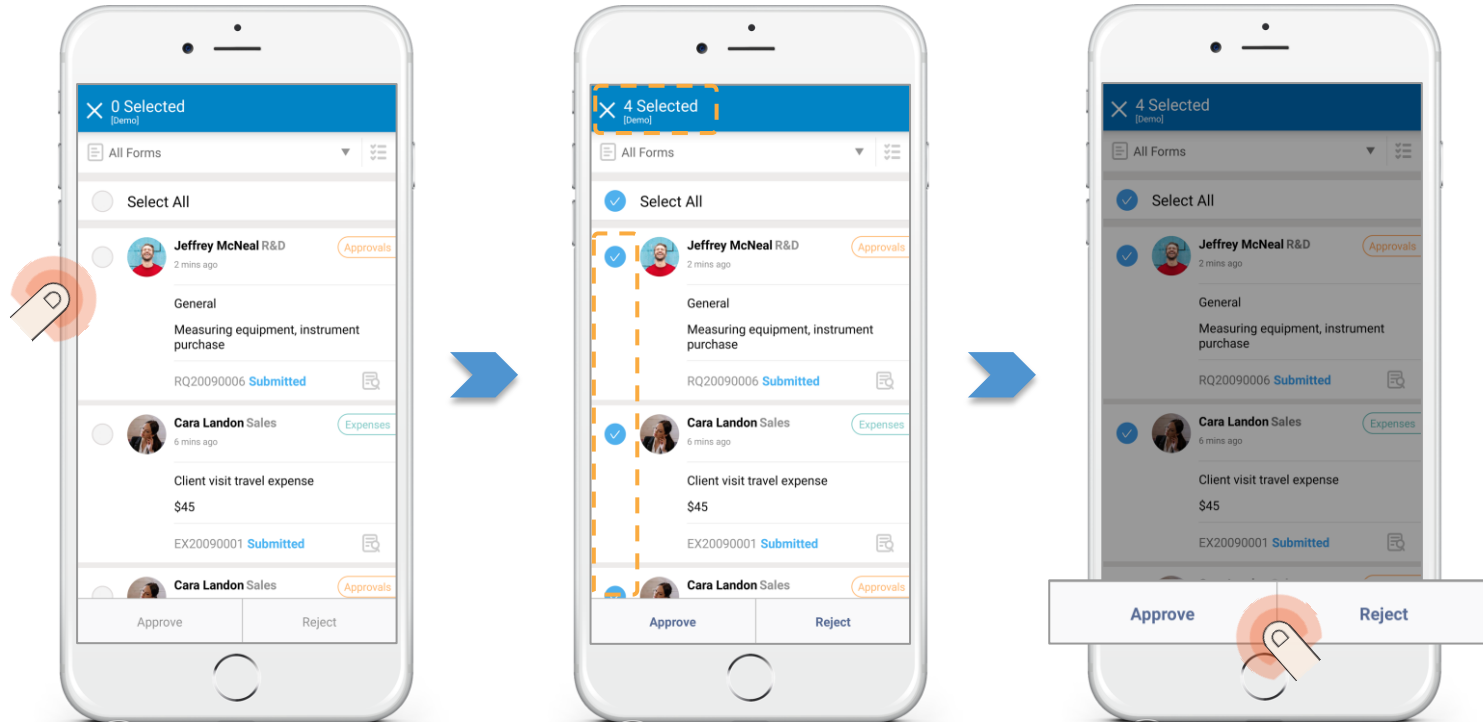 0 Selected
[Demo]
All Forms
Select All
Jeffrey McNeal R&D Approvals
2 mins ago
General
Measuring equipment, instrument
purchase
RQ20090006 Submitted
Cara Landon Sales Expenses
6 mins ago
Client visit travel expense
$45
EX20090001 Submitted
Cara Landon Sales Approvals
Approve Reject
4 Selected
[Demo]
All Forms
Select All
Jeffrey McNeal R&D Approvals
2 mins ago
General
Measuring equipment, instrument
purchase
RQ20090006 Submitted
Cara Landon Sales Expenses
6 mins ago
Client visit travel expense
$45
EX20090001 Submitted
Cara Landon Sales Approvals
Approve Reject
4 Selected
[Demo]
All Forms
Select All
Jeffrey McNeal R&D Approvals
2 mins ago
General
Measuring equipment, instrument
purchase
RQ20090006 Submitted
Cara Landon Sales Expenses
6 mins ago
Client visit travel expense
$45
EX20090001 Submitted
Approve Reject